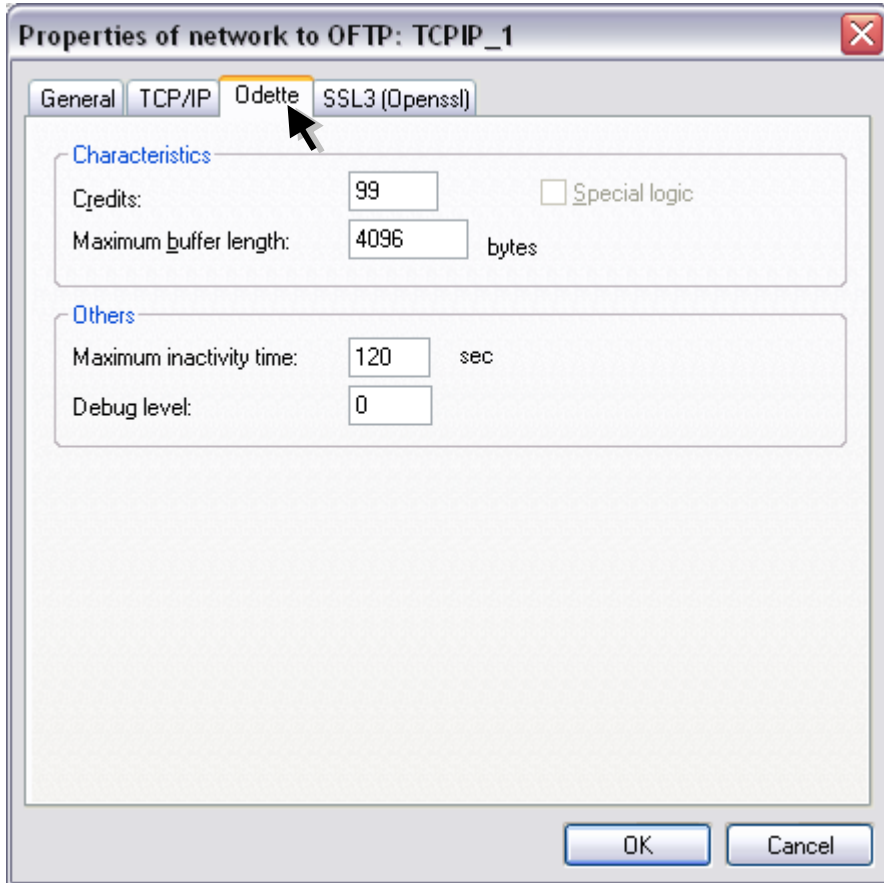 Properties of network to OFTP: TCPIP_1
General TCP/IP Odette SSL3 (Openssl)
Characteristics
Credits: 99 Special logic
Maximum buffer length: 4096 bytes
Others
Maximum inactivity time: 120 sec
Debug level: 0
OK Cancel